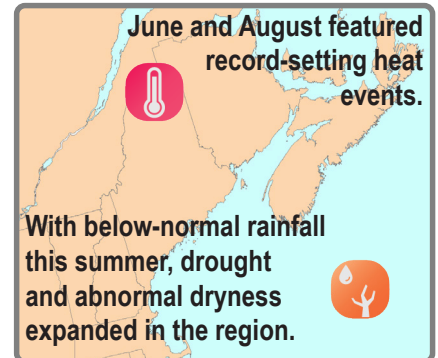 June and August featured
record-setting heat
events.
With below-normal rainfall
this summer, drought
and abnormal dryness
expanded in the region.